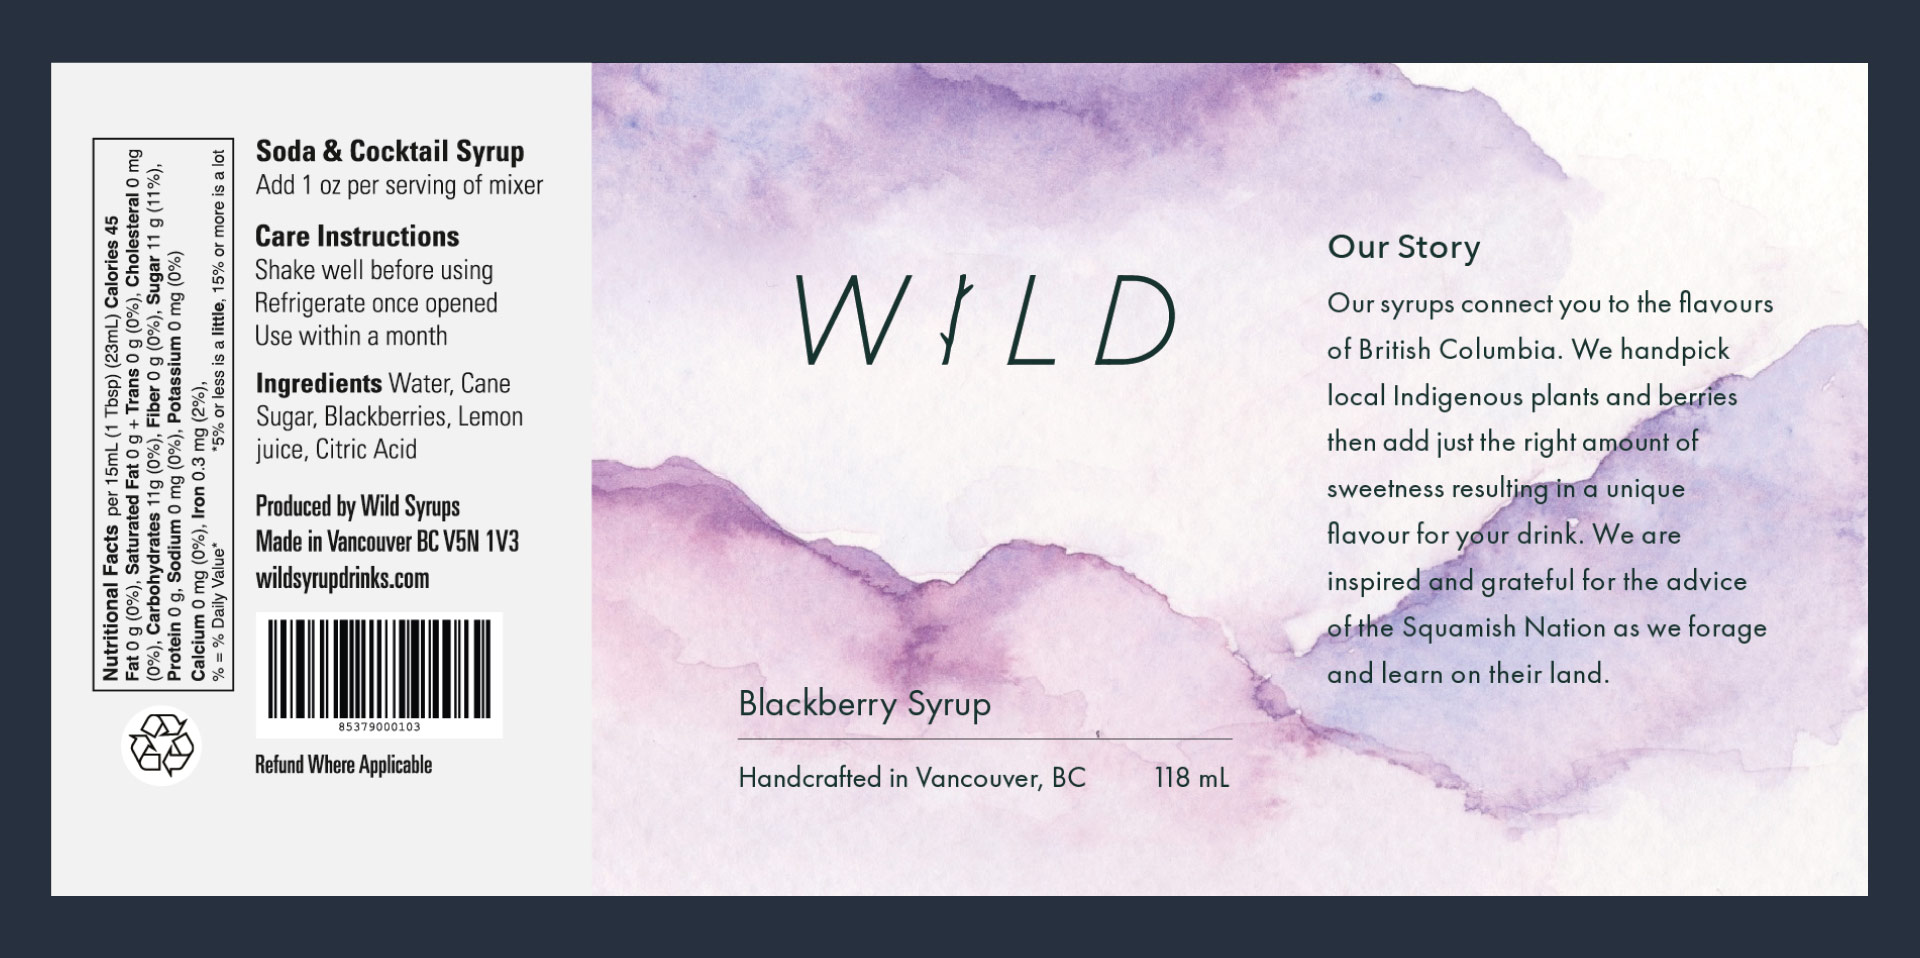 Nutritional Facts per 15mL (1 Tbsp) (23mL) Calories 45
Fat 0 g (0%), Saturated Fat 0 g + Trans 0 g (0%), Cholesteral 0 mg
(0%), Carbohydrates 11g (0%), Fiber 0 g (0%), Sugar 11 g (11%),
Protein 0 g, Sodium 0 mg (0%), Potassium 0 mg (0%)
Calcium 0 mg (0%), Iron 0.3 mg (2%),
% = % Daily Value* *5% or less is a little, 15% or more is a lot
Soda & Cocktail Syrup
Add 1 oz per serving of mixer
Care Instructions
Shake well before using
Refrigerate once opened
Use within a month
Ingredients Water, Cane
Sugar, Blackberries, Lemon
juice, Citric Acid
Produced by Wild Syrups
Made in Vancouver BC V5N 1V3
wildsyrupdrinks.com
85379000103
Refund Where Applicable
WILD
Blackberry Syrup
Handcrafted in Vancouver, BC 118 mL
Our Story
Our syrups connect you to the flavours
of British Columbia. We handpick
local Indigenous plants and berries
then add just the right amount of
sweetness resulting in a unique
flavour for your drink. We are
inspired and grateful for the advice
of the Squamish Nation as we forage
and learn on their land.